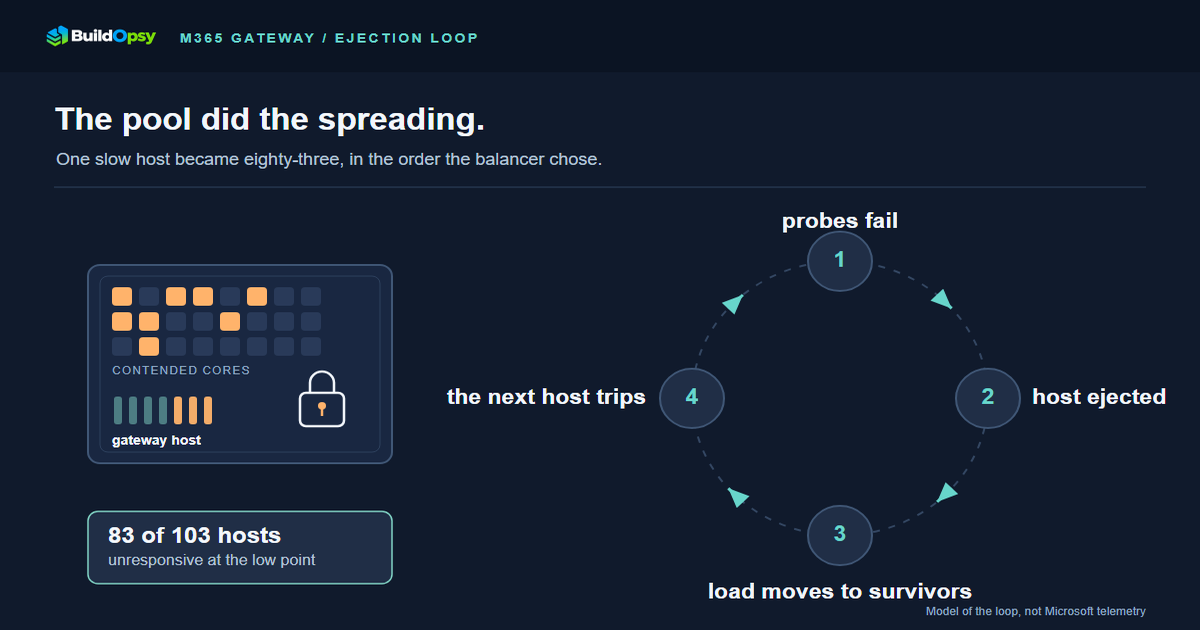 BuildOpsy
M365 GATEWAY / EJECTION LOOP
The pool did the spreading.
One slow host became eighty-three, in the order the balancer chose.
CONTENDED CORES
gateway host
83 of 103 hosts
unresponsive at the low point
probes fail
1
2
host ejected
3
load moves to survivors
the next host trips
4
Model of the loop, not Microsoft telemetry